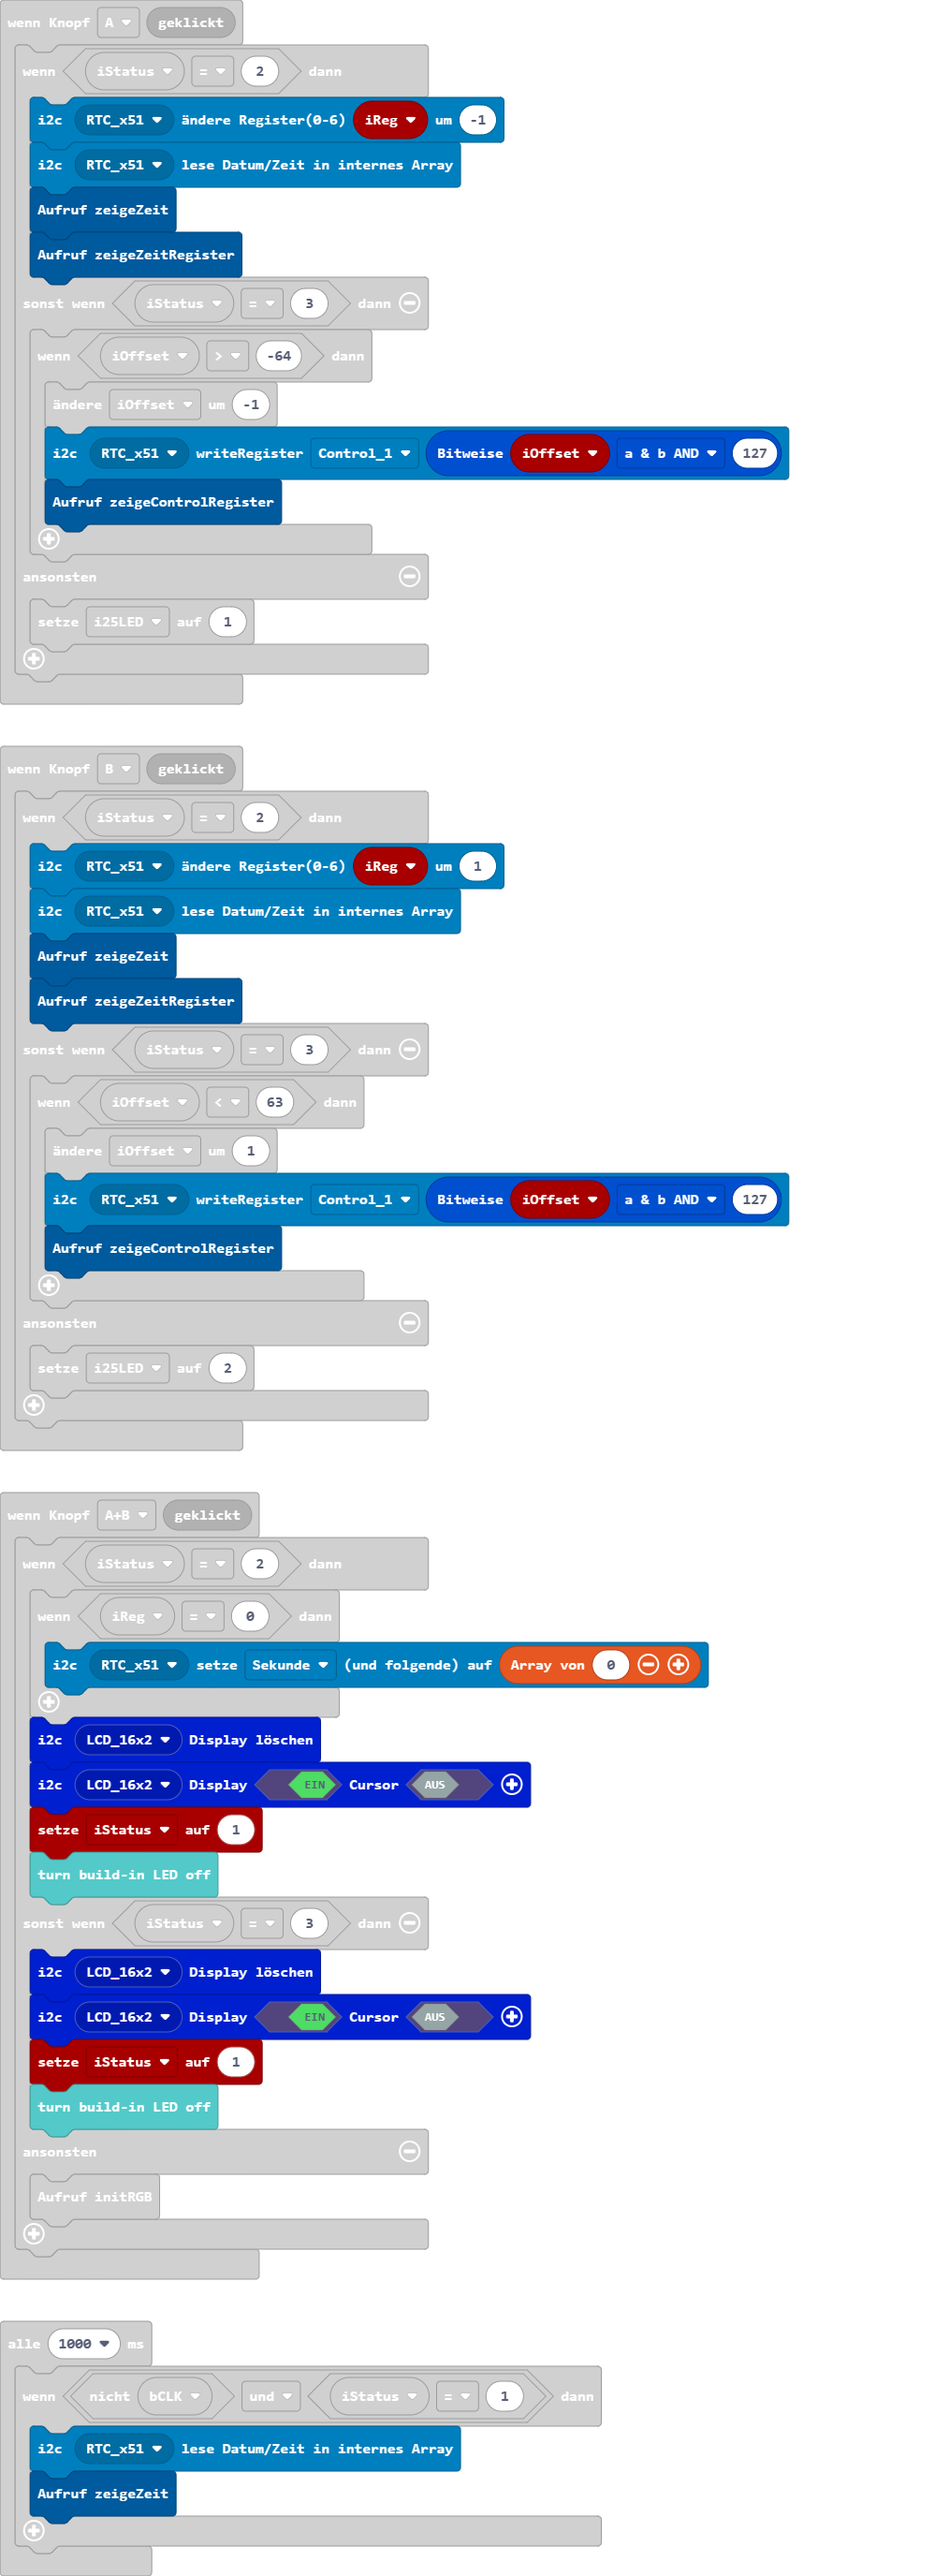 wenn Knopf A geklickt
wenn iStatus = 2 dann
i2c RTC_x51 ändere Register(0-6) iReg um -1
i2c RTC_x51 lese Datum/Zeit in internes Array
Aufruf zeigeZeit
Aufruf zeigeZeitRegister
sonst wenn iStatus = 3 dann
wenn iOffset > -64 dann
ändere iOffset um -1
i2c RTC_x51 writeRegister Control_1 Bitweise iOffset a & b AND 127
Aufruf zeigeControlRegister
ansonsten
setze i25LED auf 1
wenn Knopf B geklickt
wenn iStatus = 2 dann
i2c RTC_x51 ändere Register(0-6) iReg um 1
i2c RTC_x51 lese Datum/Zeit in internes Array
Aufruf zeigeZeit
Aufruf zeigeZeitRegister
sonst wenn iStatus = 3 dann
wenn iOffset < 63 dann
ändere iOffset um 1
i2c RTC_x51 writeRegister Control_1 Bitweise iOffset a & b AND 127
Aufruf zeigeControlRegister
ansonsten
setze i25LED auf 2
wenn Knopf A+B geklickt
wenn iStatus = 2 dann
wenn iReg = 0 dann
i2c RTC_x51 setze Sekunde (und folgende) auf Array von 0
i2c LCD_16x2 Display löschen
i2c LCD_16x2 Display EIN Cursor AUS
setze iStatus auf 1
turn build-in LED off
sonst wenn iStatus = 3 dann
i2c LCD_16x2 Display löschen
i2c LCD_16x2 Display EIN Cursor AUS
setze iStatus auf 1
turn build-in LED off
ansonsten
Aufruf initRGB
alle 1000 ms
wenn nicht bCLK und iStatus = 1 dann
i2c RTC_x51 lese Datum/Zeit in internes Array
Aufruf zeigeZeit